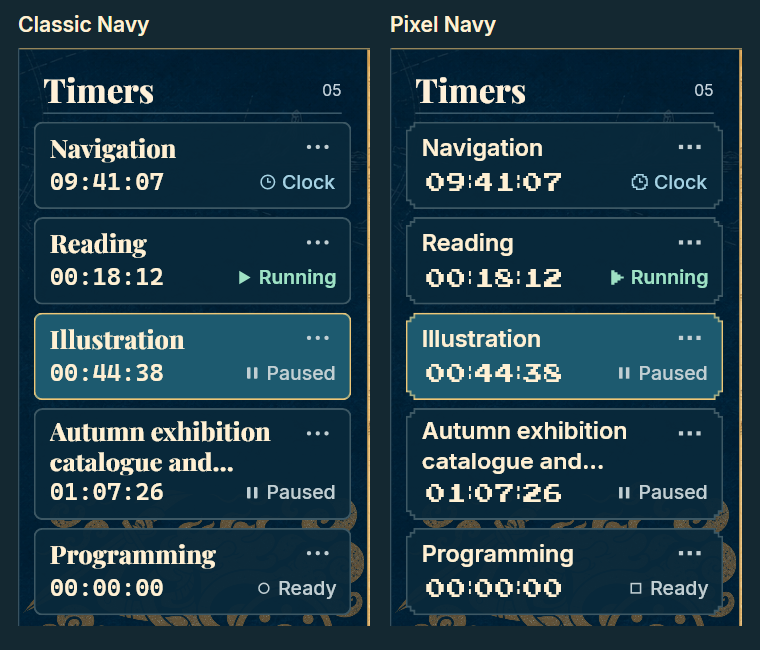 Classic Navy
Timers
05
Navigation
09:41:07
Clock
Reading
00:18:12
Running
Illustration
00:44:38
Paused
Autumn exhibition
catalogue and...
01:07:26
Paused
Programming
00:00:00
Ready
Pixel Navy
Timers
05
Navigation
09:41:07
Clock
Reading
00:18:12
Running
Illustration
00:44:38
Paused
Autumn exhibition
catalogue and...
01:07:26
Paused
Programming
00:00:00
Ready